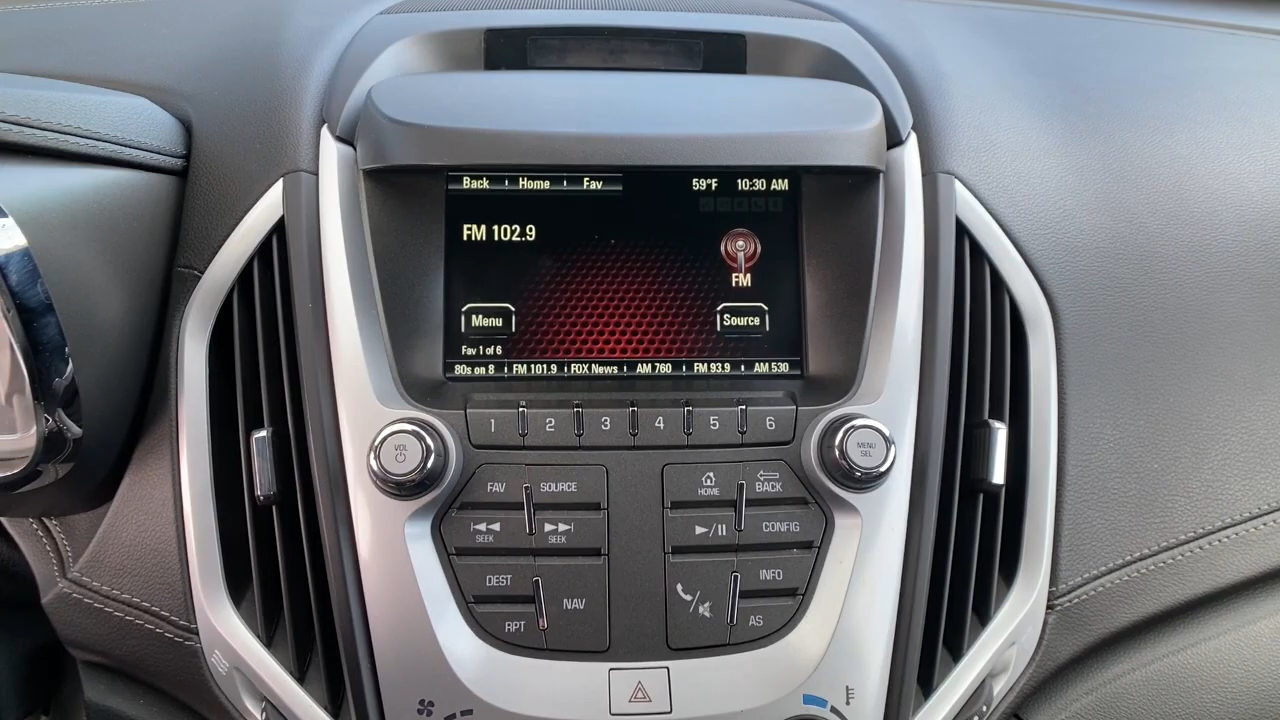 Back Home Fav 59°F 10:30 AM
FM 102.9
FM
Menu Source
Fav 1 of 6
80s on 8 FM 101.9 FOX News AM 760 FM 93.9 AM 530
1 2 3 4 5 6
VOL
MENU
SEL
FAV SOURCE
HOME BACK
SEEK SEEK
CONFIG
DEST NAV
RPT
INFO
AS